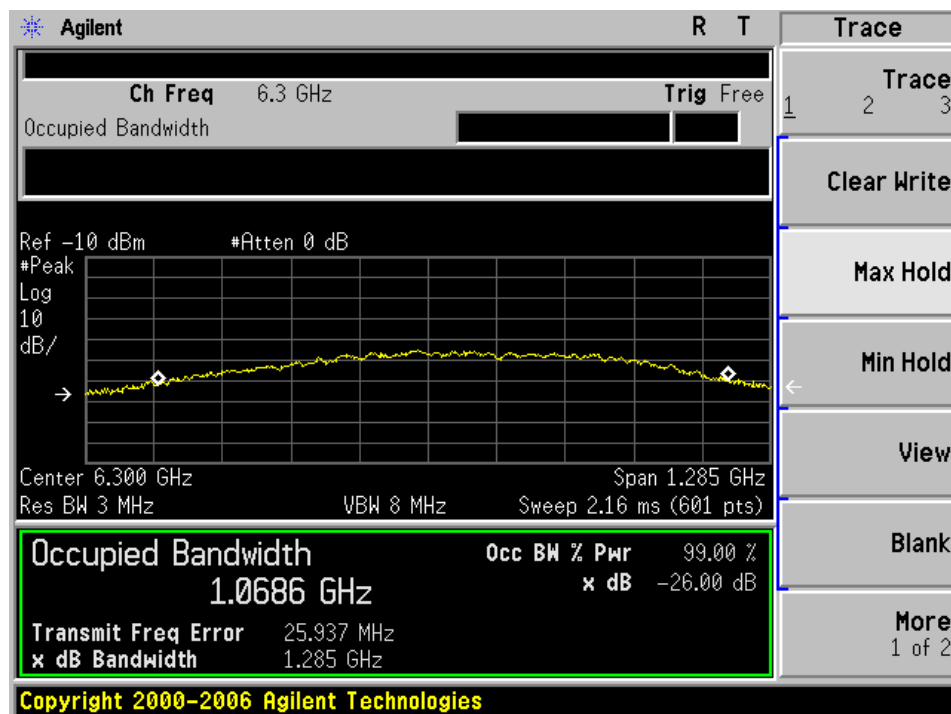 Agilent R T Trace
Ch Freq 6.3 GHz Trig Free
Occupied Bandwidth
Trace
1 2 3
Clear Write
Max Hold
Min Hold
View
Blank
More
1 of 2
Ref -10 dBm #Atten 0 dB
#Peak
Log
10
dB/
Center 6.300 GHz Span 1.285 GHz
Res BW 3 MHz VBW 8 MHz Sweep 2.16 ms (601 pts)
Occupied Bandwidth Occ BW % Pwr 99.00 %
1.0686 GHz x dB -26.00 dB
Transmit Freq Error 25.937 MHz
x dB Bandwidth 1.285 GHz
Copyright 2000-2006 Agilent Technologies